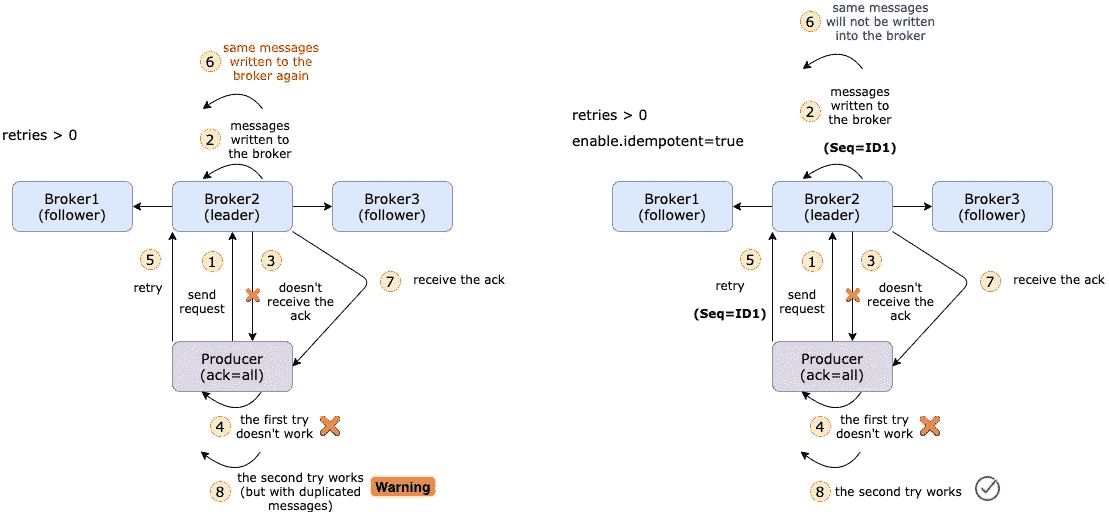 6
same messages
written to the
broker again
retries > 0
2
messages
written to
the broker
Broker1
(follower)
Broker2
(leader)
Broker3
(follower)
5
retry
1
send
request
3
doesn't
receive the
ack
7
receive the ack
Producer
(ack=all)
4
the first try
doesn't work
8
the second try works
(but with duplicated
messages)
Warning
6
same messages
will not be written
into the broker
retries > 0
enable.idempotent=true
2
messages
written to
the broker
(Seq=ID1)
Broker1
(follower)
Broker2
(leader)
Broker3
(follower)
5
retry
(Seq=ID1)
1
send
request
3
doesn't
receive the
ack
7
receive the ack
Producer
(ack=all)
4
the first try
doesn't work
8
the second try works